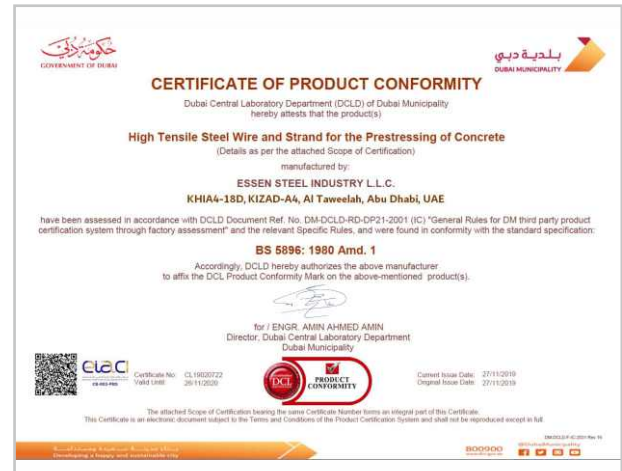 حكومة دبي
GOVERNMENT OF DUBAI
بلدية دبي
DUBAI MUNICIPALITY
CERTIFICATE OF PRODUCT CONFORMITY
Dubai Central Laboratory Department (DCLD) of Dubai Municipality
hereby attests that the product(s)
High Tensile Steel Wire and Strand for the Prestressing of Concrete
(Details as per the attached Scope of Certification)
manufactured by:
ESSEN STEEL INDUSTRY L.L.C.
KHIA4-18D, KIZAD-A4, Al Taweelah, Abu Dhabi, UAE
have been assessed in accordance with DCLD Document Ref. No. DM-DCLD-RD-DP21-2001 (IC) "General Rules for DM third party product
certification system through factory assessment" and the relevant Specific Rules, and were found in conformity with the standard specification:
BS 5896: 1980 Amd. 1
Accordingly, DCLD hereby authorizes the above manufacturer
to affix the DCL Product Conformity Mark on the above-mentioned product(s).
for / ENGR. AMIN AHMED AMIN
Director, Dubai Central Laboratory Department
Dubai Municipality
Certificate No: CL19020722
Valid Until: 26/11/2020
DCL PRODUCT
CONFORMITY
Current Issue Date: 27/11/2019
Original Issue Date: 27/11/2019
The attached Scope of Certification bearing the same Certificate Number forms an integral part of this Certificate.
This Certificate is an electronic document subject to the Terms and Conditions of the Product Certification System and shall not be reproduced except in full.
Developing a happy and sustainable city
800900